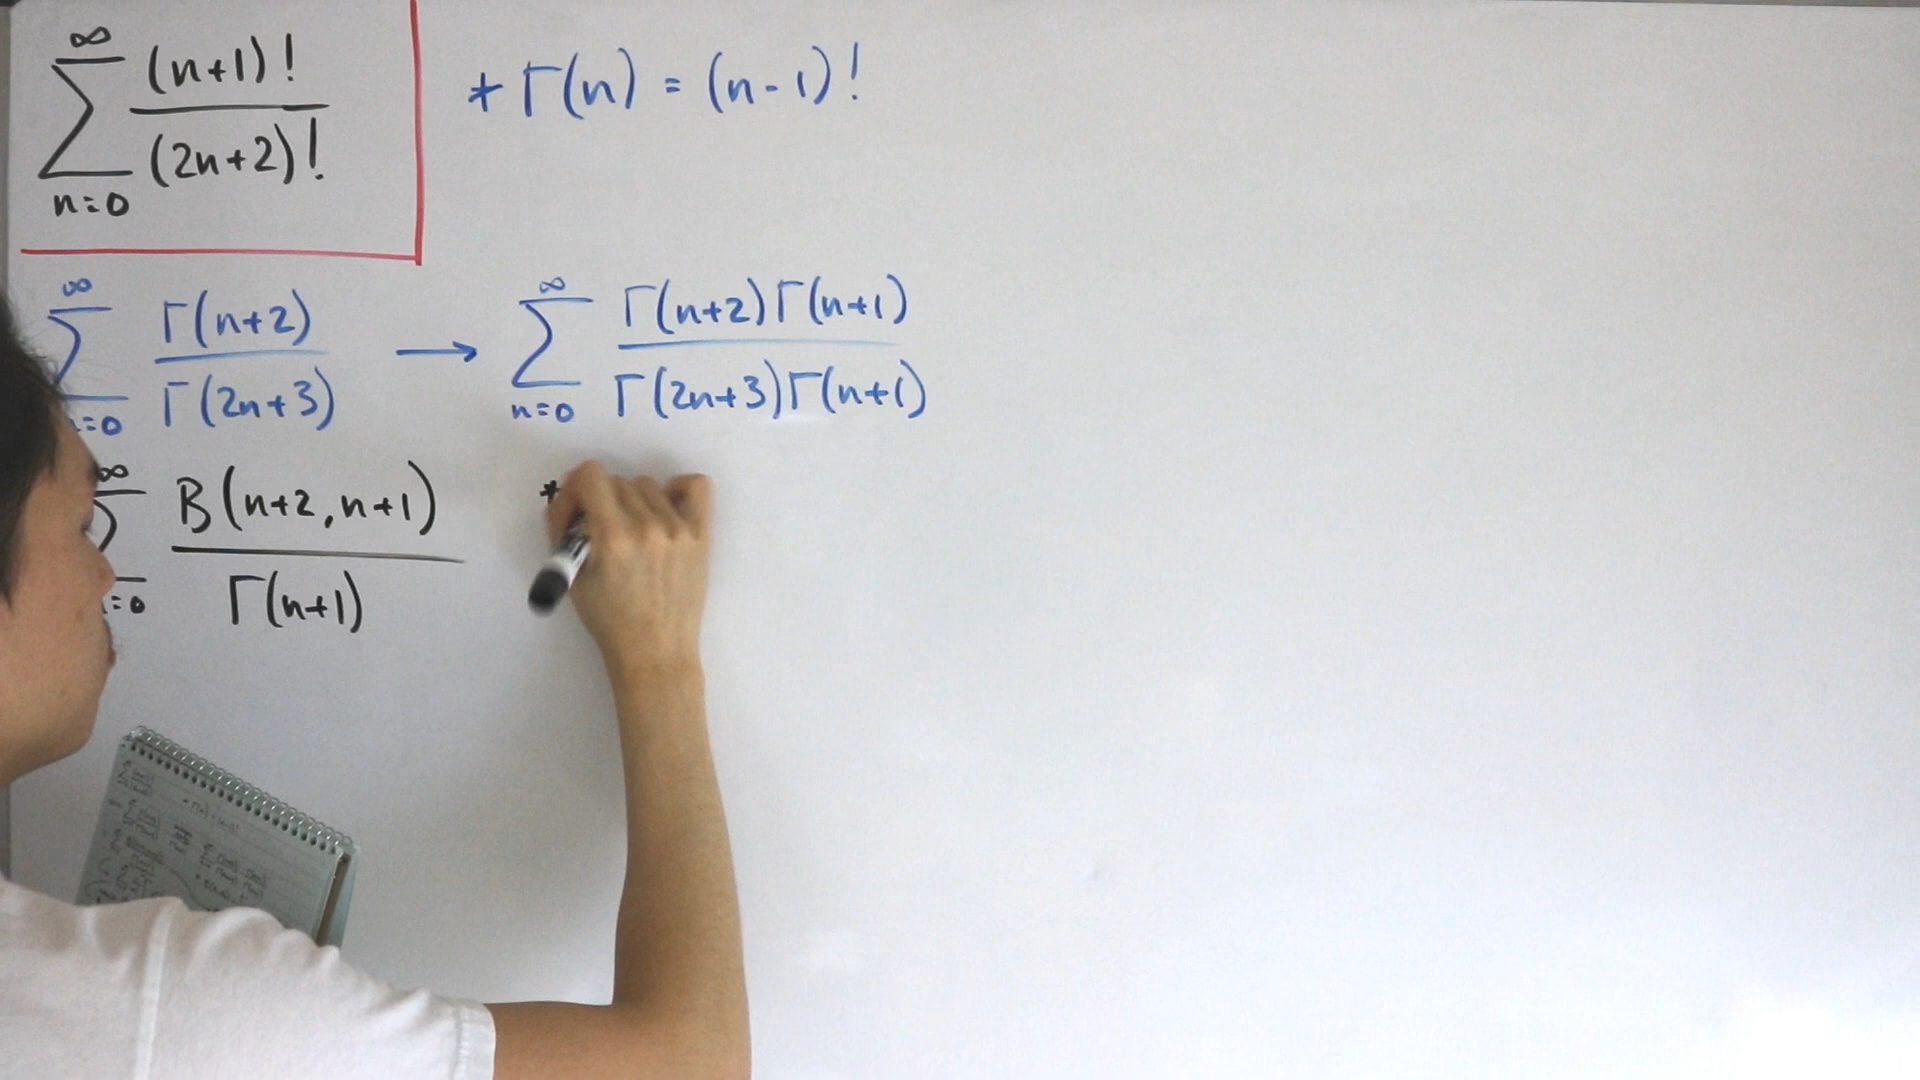 ∞
∑ (n+1)! / (2n+2)!
n=0
* Γ(n) = (n-1)!
∞
∑ Γ(n+2) / Γ(2n+3)
=0
→
∞
∑ Γ(n+2)Γ(n+1) / Γ(2n+3)Γ(n+1)
n=0
∞
∑ B(n+2, n+1) / Γ(n+1)
=0
*